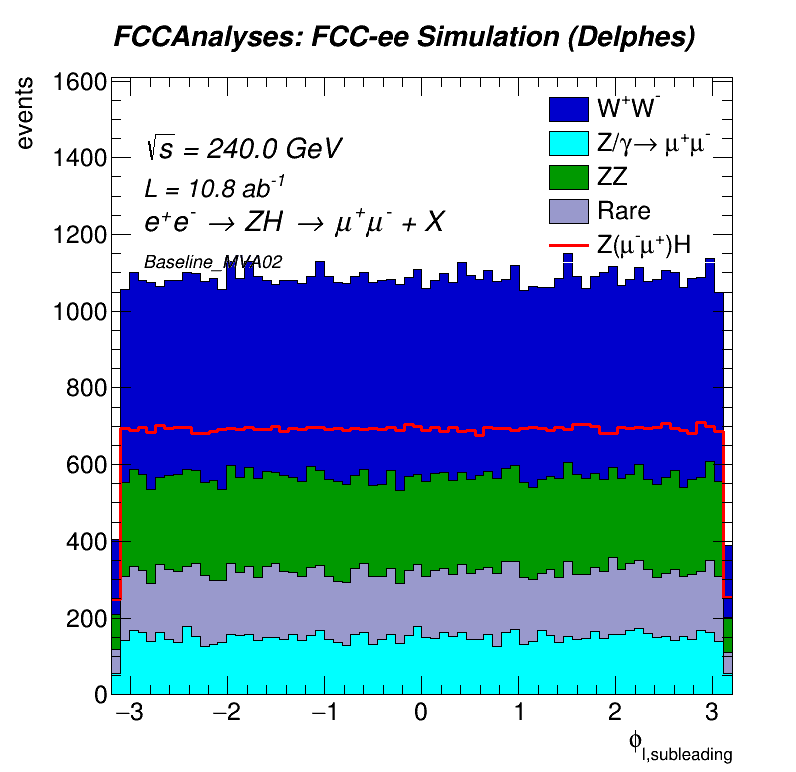 FCCAnalyses: FCC-ee Simulation (Delphes)
events
1600
1400
1200
1000
800
600
400
200
0
√s = 240.0 GeV
L = 10.8 ab⁻¹
e⁺e⁻ → ZH → μ⁺μ⁻ + X
Baseline_MVA02
W⁺W⁻
Z/γ→ μ⁺μ⁻
ZZ
Rare
Z(μ⁻μ⁺)H
−3 −2 −1 0 1 2 3
ϕl,subleading